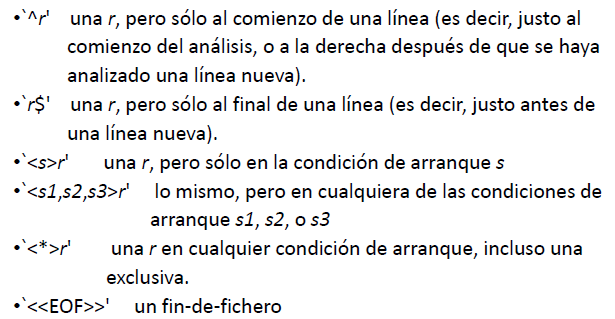 •`^r'    una r, pero sólo al comienzo de una línea (es decir, justo al
comienzo del análisis, o a la derecha después de que se haya
analizado una línea nueva).
•`r$'    una r, pero sólo al final de una línea (es decir, justo antes de
una línea nueva).
•`<s>r'    una r, pero sólo en la condición de arranque s
•`<s1,s2,s3>r'    lo mismo, pero en cualquiera de las condiciones de
arranque s1, s2, o s3
•`<*>r'    una r en cualquier condición de arranque, incluso una
exclusiva.
•`<<EOF>>'    un fin-de-fichero